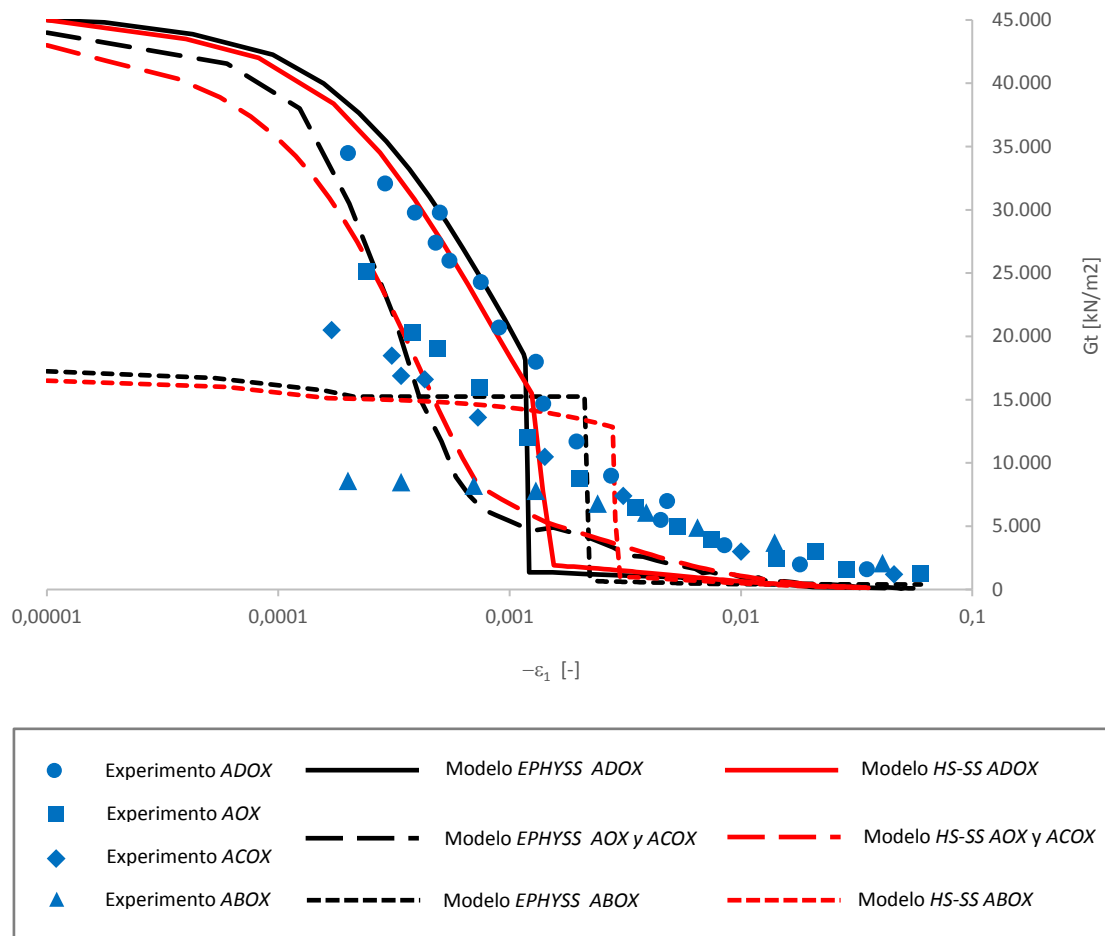 45.000
40.000
35.000
30.000
25.000
20.000
15.000
10.000
5.000
0
Gt [kN/m2]
0,00001
0,0001
0,001
0,01
0,1
−ε1 [-]
Experimento ADOX
Modelo EPHYSS ADOX
Modelo HS-SS ADOX
Experimento AOX
Modelo EPHYSS AOX y ACOX
Modelo HS-SS AOX y ACOX
Experimento ACOX
Experimento ABOX
Modelo EPHYSS ABOX
Modelo HS-SS ABOX